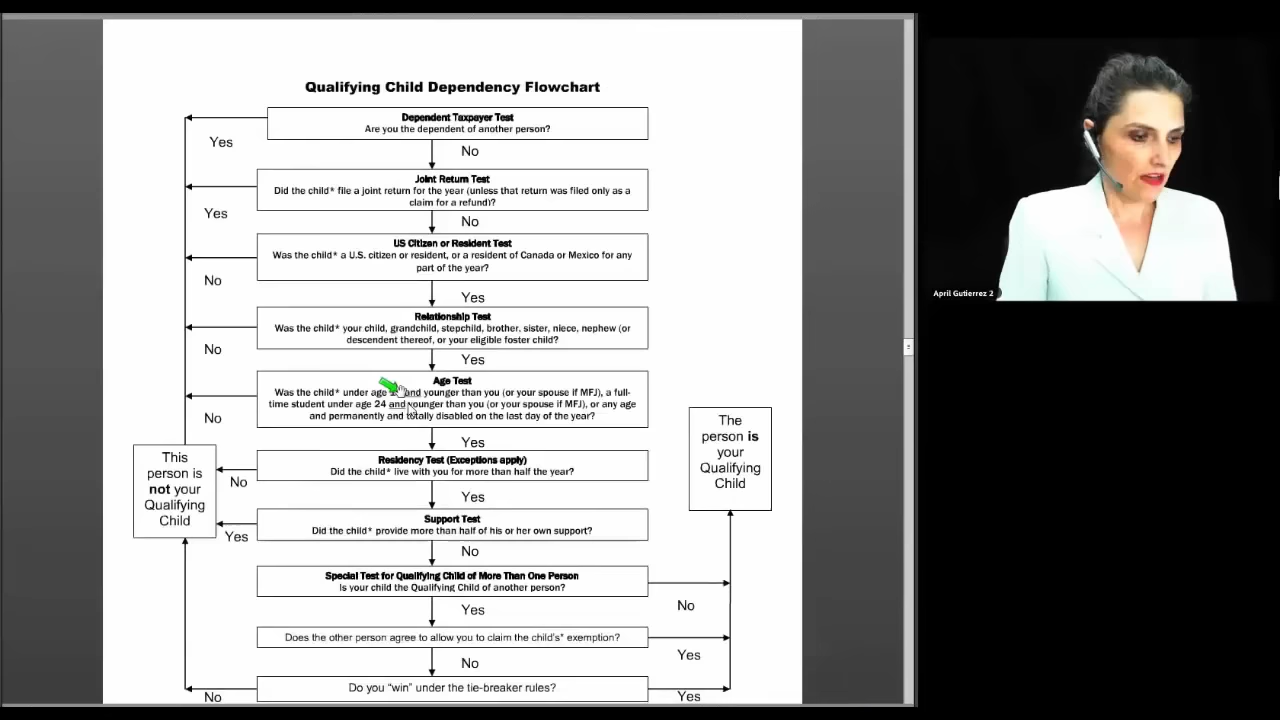 Qualifying Child Dependency Flowchart
Dependent Taxpayer Test
Are you the dependent of another person?
Yes
No
Joint Return Test
Did the child* file a joint return for the year (unless that return was filed only as a
claim for a refund)?
Yes
No
US Citizen or Resident Test
Was the child* a U.S. citizen or resident, or a resident of Canada or Mexico for any
part of the year?
No
Yes
Relationship Test
Was the child* your child, grandchild, stepchild, brother, sister, niece, nephew (or
descendent thereof, or your eligible foster child?
No
Yes
Age Test
Was the child* under age and younger than you (or your spouse if MFJ), a full-
time student under age 24 and younger than you (or your spouse if MFJ), or any age
and permanently and totally disabled on the last day of the year?
No
Yes
Residency Test (Exceptions apply)
Did the child* live with you for more than half the year?
No
Yes
Support Test
Did the child* provide more than half of his or her own support?
Yes
No
Special Test for Qualifying Child of More Than One Person
Is your child the Qualifying Child of another person?
No
Yes
Does the other person agree to allow you to claim the child's* exemption?
Yes
No
Do you "win" under the tie-breaker rules?
No
Yes
This
person is
not your
Qualifying
Child
The
person is
your
Qualifying
Child
April Gutierrez 2